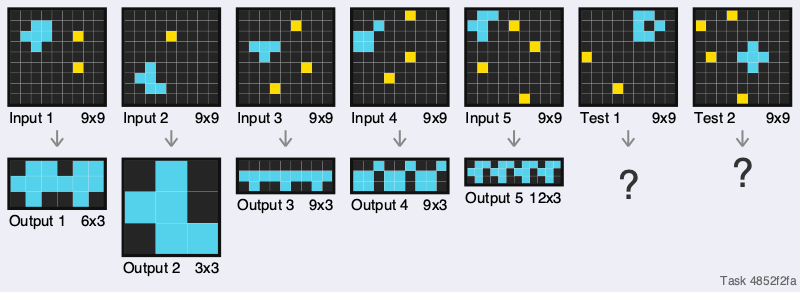 Input 1 9x9
Input 2 9x9
Input 3 9x9
Input 4 9x9
Input 5 9x9
Test 1 9x9
Test 2 9x9
Output 1 6x3
Output 2 3x3
Output 3 9x3
Output 4 9x3
Output 5 12x3
?
?
Task 4852f2fa